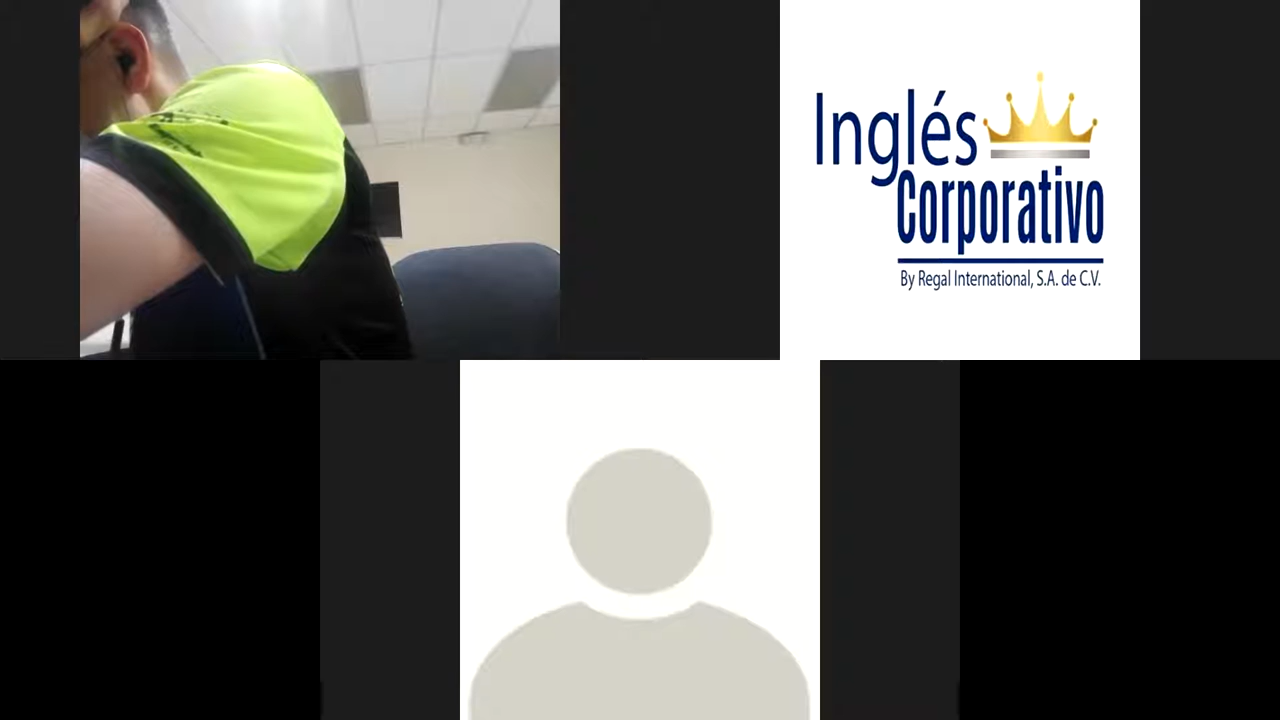 Inglés
Corporativo
By Regal International, S.A. de C.V.